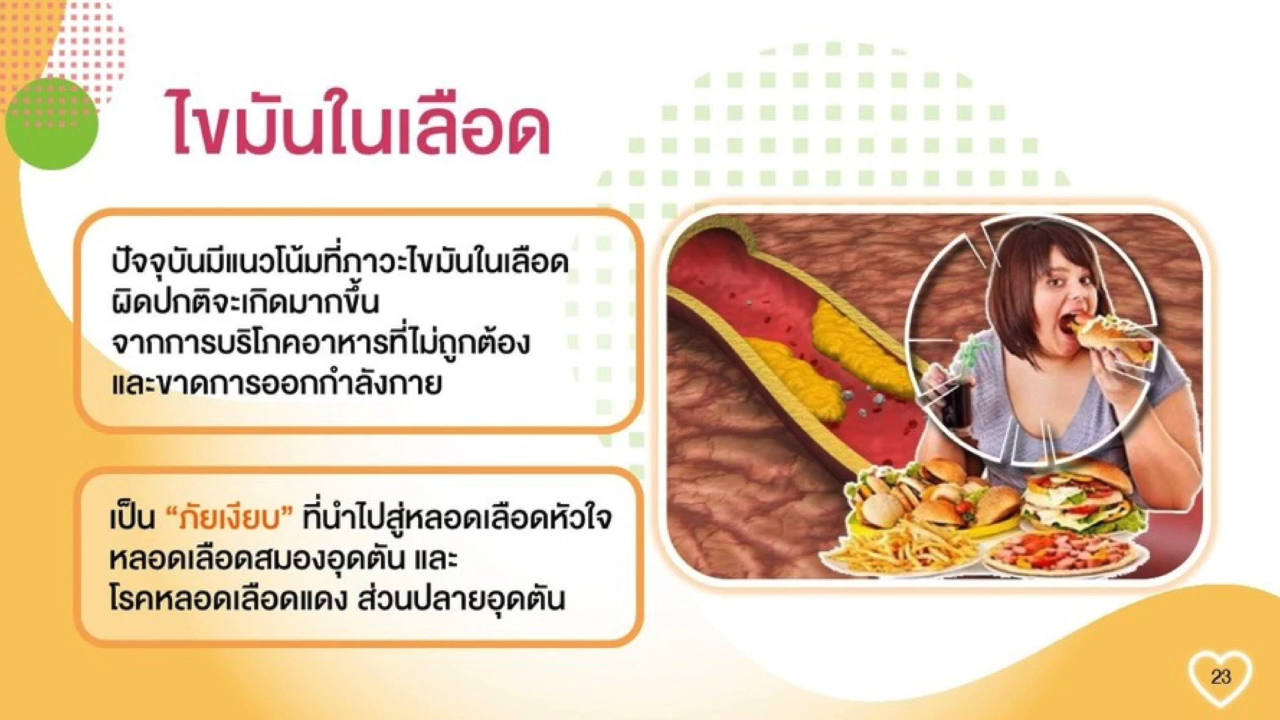 ไขมันในเลือด
ปัจจุบันมีแนวโน้มที่ภาวะไขมันในเลือด
ผิดปกติจะเกิดมากขึ้น
จากการบริโภคอาหารที่ไม่ถูกต้อง
และขาดการออกกำลังกาย
เป็น “ภัยเงียบ” ที่นำไปสู่หลอดเลือดหัวใจ
หลอดเลือดสมองอุดตัน และ
โรคหลอดเลือดแดง ส่วนปลายอุดตัน
23